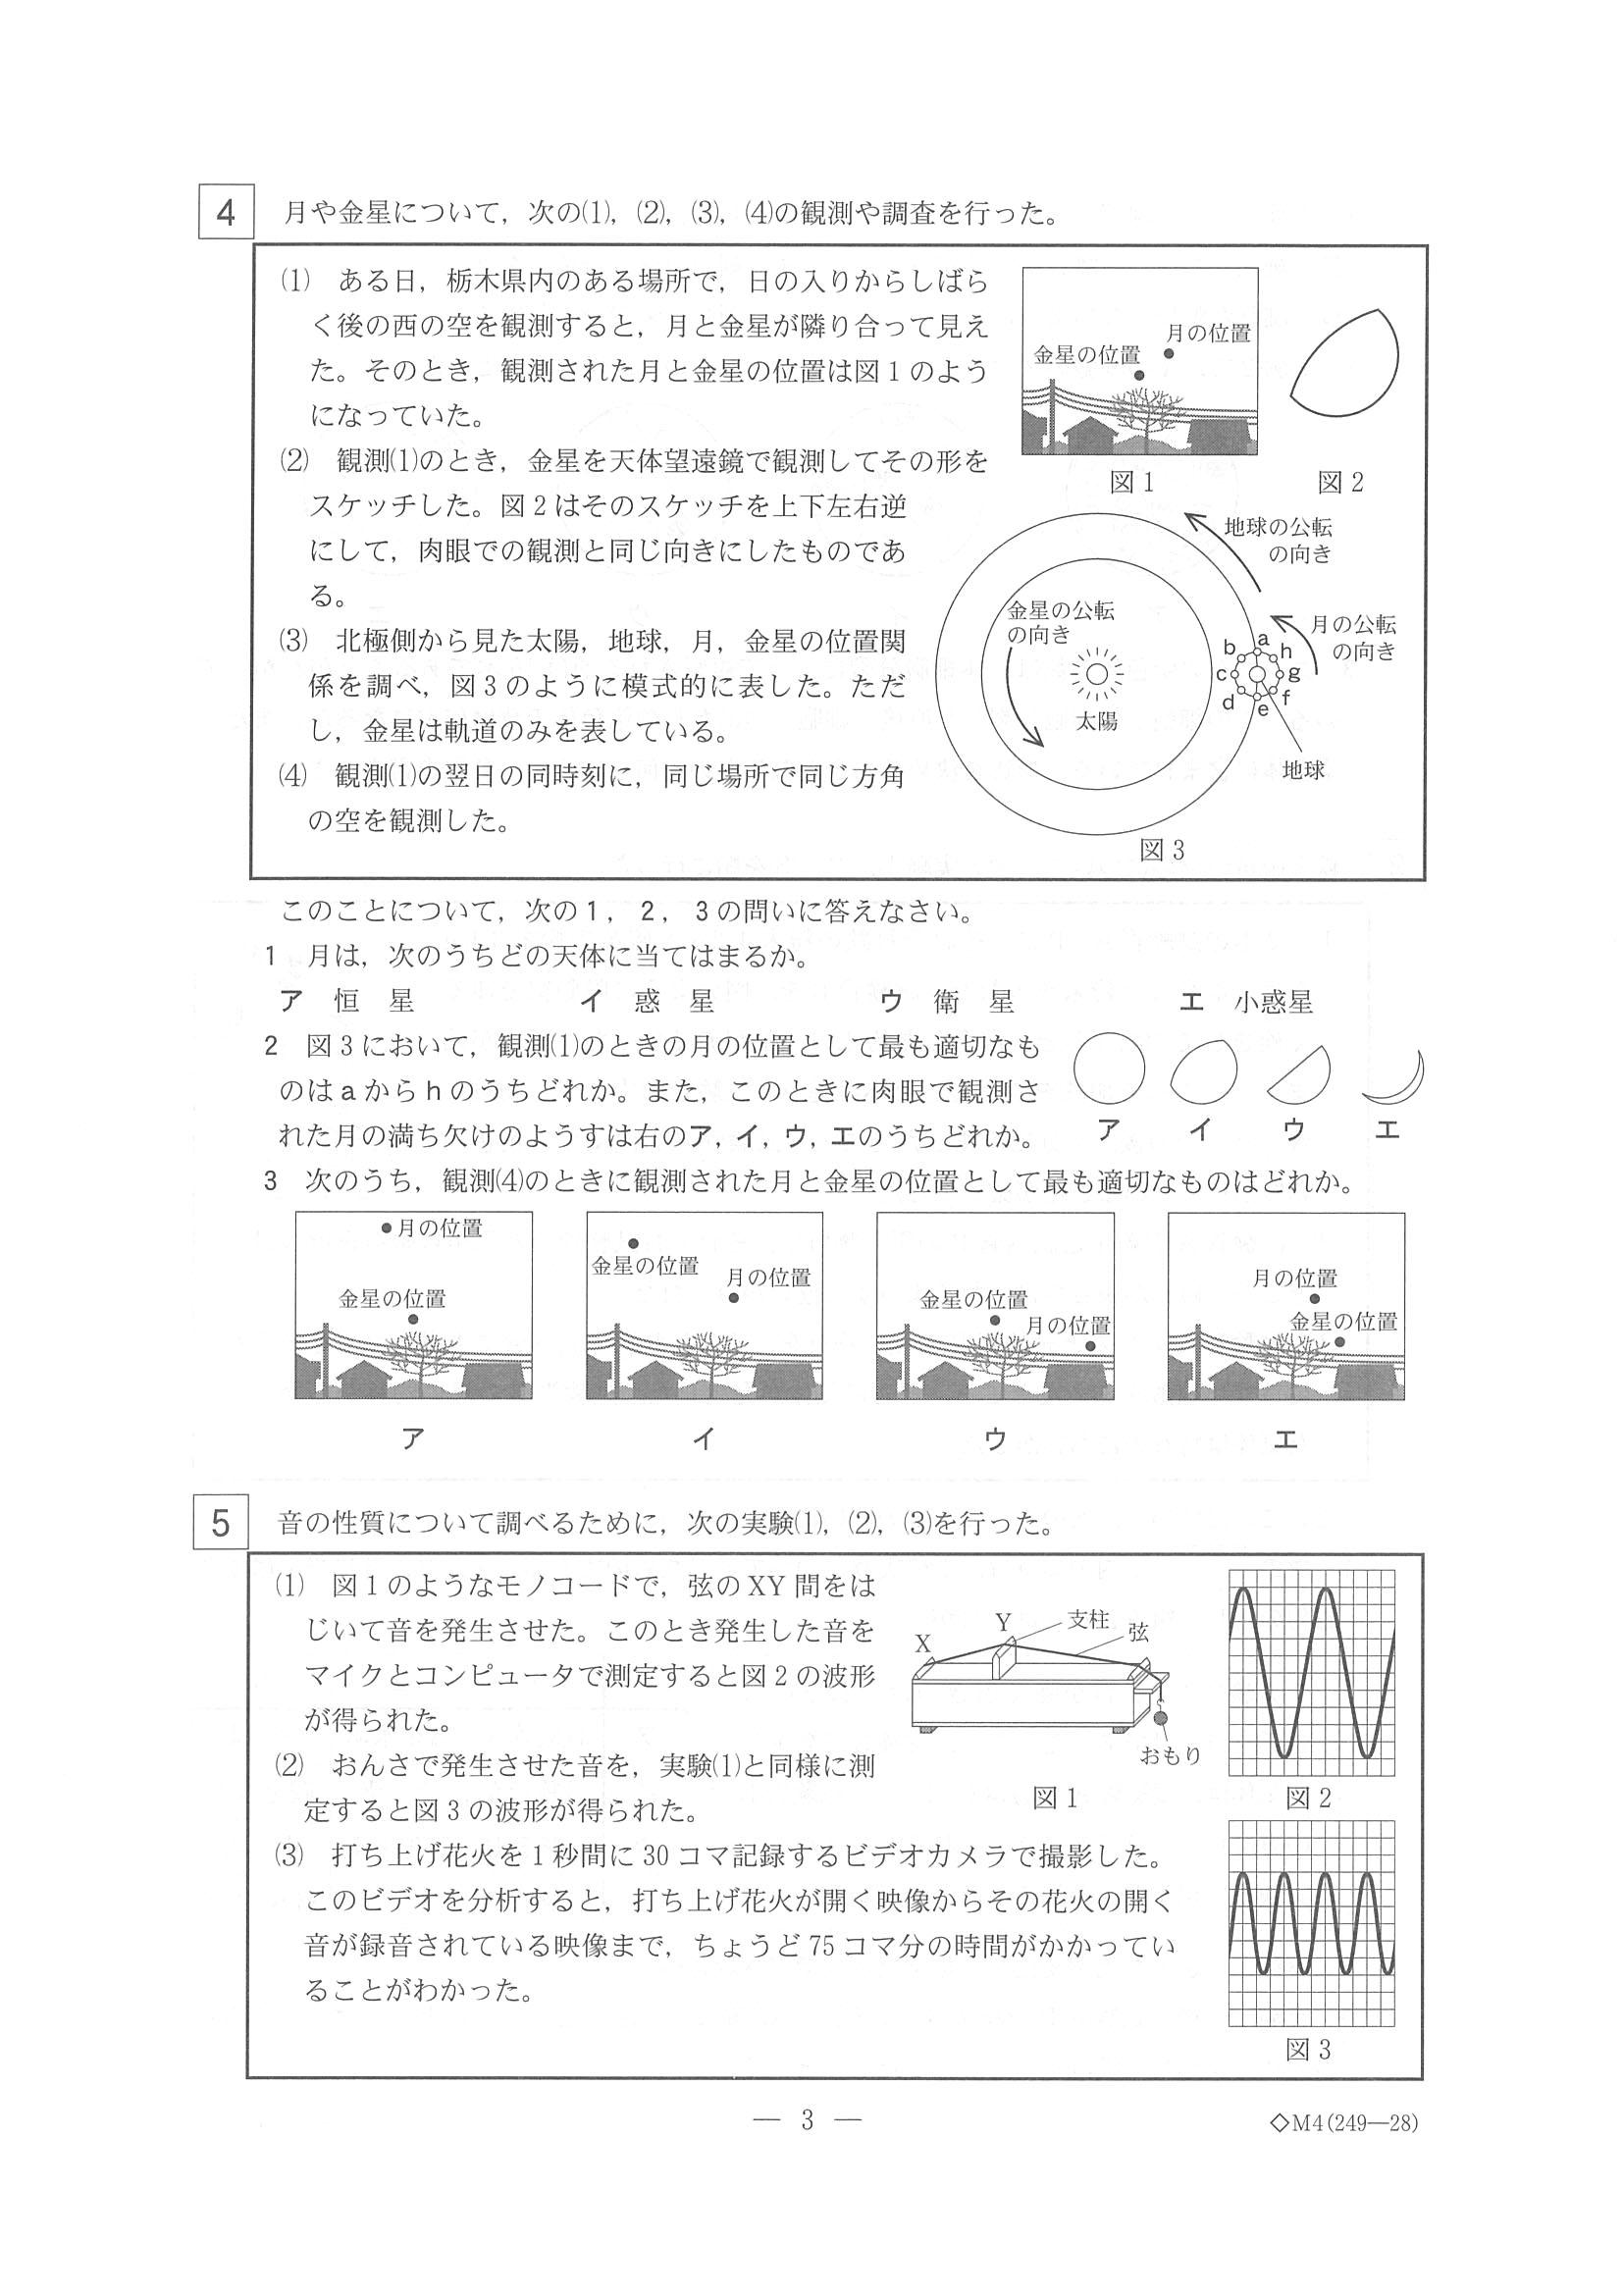 4 月や金星について，次の⑴，⑵，⑶，⑷の観測や調査を行った。
⑴ ある日，栃木県内のある場所で，日の入りからしばら
く後の西の空を観測すると，月と金星が隣り合って見え
た。そのとき，観測された月と金星の位置は図1のよう
になっていた。
⑵ 観測⑴のとき，金星を天体望遠鏡で観測してその形を
スケッチした。図2はそのスケッチを上下左右逆
にして，肉眼での観測と同じ向きにしたものであ
る。
⑶ 北極側から見た太陽，地球，月，金星の位置関
係を調べ，図3のように模式的に表した。ただ
し，金星は軌道のみを表している。
⑷ 観測⑴の翌日の同時刻に，同じ場所で同じ方角
の空を観測した。
月の位置
金星の位置
図1
図2
地球の公転
の向き
金星の公転
の向き
月の公転
の向き
a
b
h
c
g
d
f
e
太陽
地球
図3
このことについて，次の1，2，3の問いに答えなさい。
1 月は，次のうちどの天体に当てはまるか。
ア 恒 星 イ 惑 星 ウ 衛 星 エ 小惑星
2 図3において，観測⑴のときの月の位置として最も適切なも
のはaからhのうちどれか。また，このときに肉眼で観測さ
れた月の満ち欠けのようすは右のア，イ，ウ，エのうちどれか。
ア イ ウ エ
3 次のうち，観測⑷のときに観測された月と金星の位置として最も適切なものはどれか。
月の位置
金星の位置
ア
金星の位置
月の位置
イ
金星の位置
月の位置
ウ
月の位置
金星の位置
エ
5 音の性質について調べるために，次の実験⑴，⑵，⑶を行った。
⑴ 図1のようなモノコードで，弦のXY間をは
じいて音を発生させた。このとき発生した音を
マイクとコンピュータで測定すると図2の波形
が得られた。
⑵ おんさで発生させた音を，実験⑴と同様に測
定すると図3の波形が得られた。
⑶ 打ち上げ花火を1秒間に30コマ記録するビデオカメラで撮影した。
このビデオを分析すると，打ち上げ花火が開く映像からその花火の開く
音が録音されている映像まで，ちょうど75コマ分の時間がかかってい
ることがわかった。
X
Y
支柱
弦
おもり
図1
図2
図3
― 3 ―
◇M4(249―28)